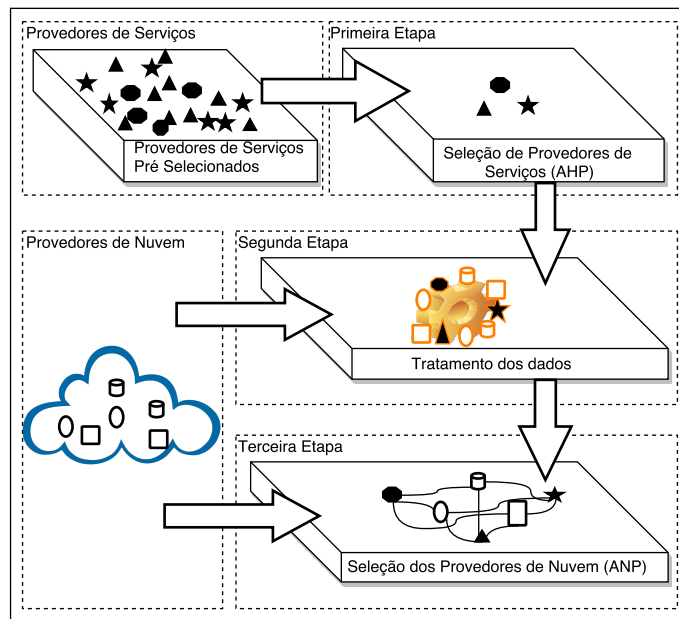 Provedores de Serviços
Provedores de Serviços
Pré Selecionados
Primeira Etapa
Seleção de Provedores de
Serviços (AHP)
Provedores de Nuvem
Segunda Etapa
Tratamento dos dados
Terceira Etapa
Seleção dos Provedores de Nuvem (ANP)